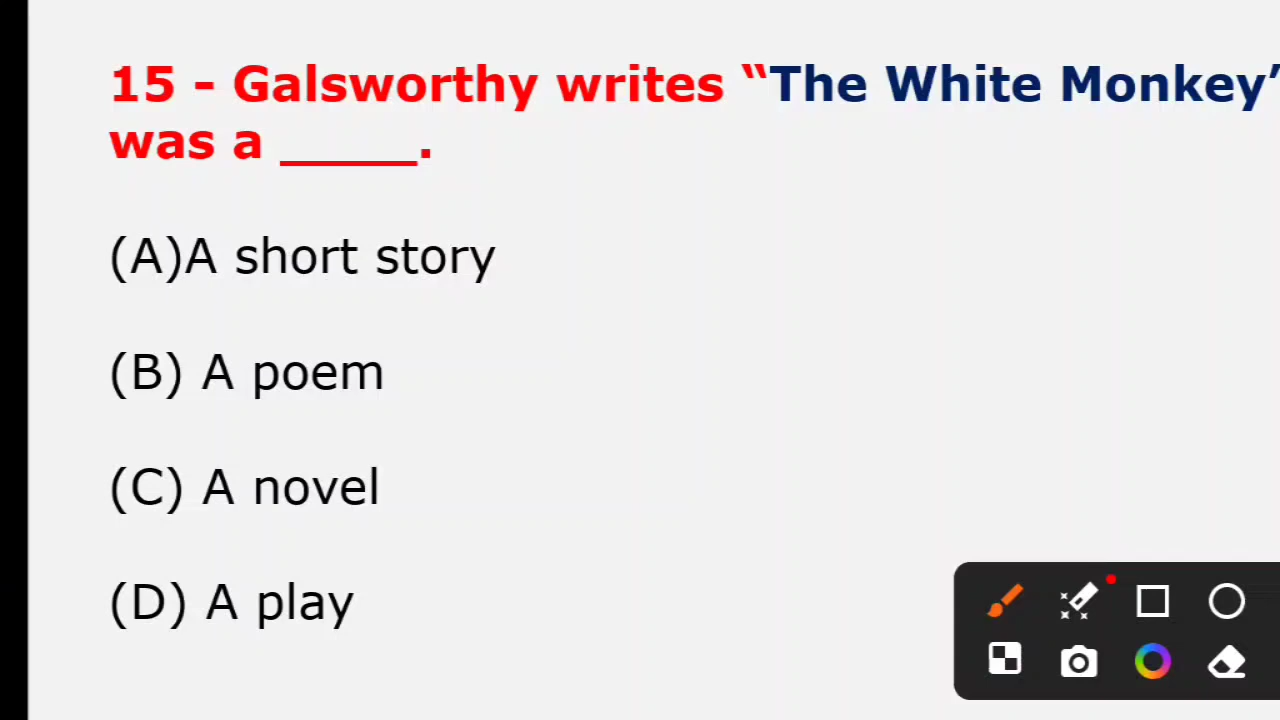 15 - Galsworthy writes “The White Monkey”
was a _____.
(A)A short story
(B) A poem
(C) A novel
(D) A play